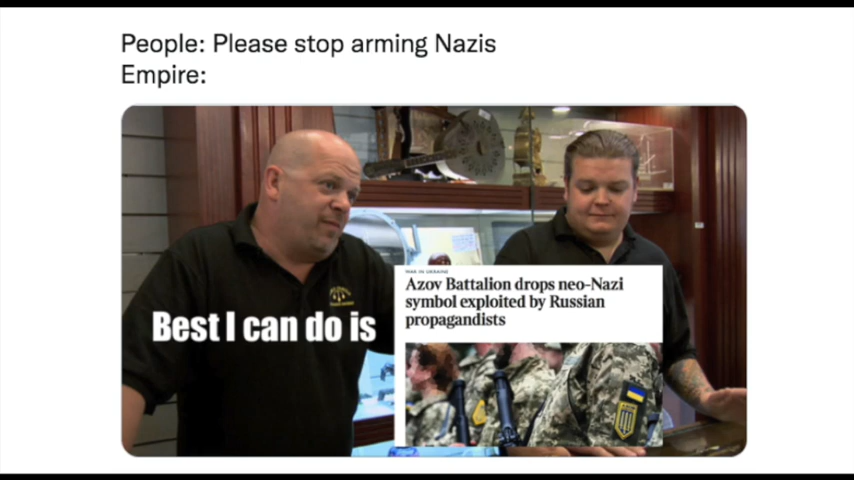 People: Please stop arming Nazis
Empire:
WAR IN UKRAINE
Azov Battalion drops neo-Nazi
symbol exploited by Russian
propagandists
Best I can do is